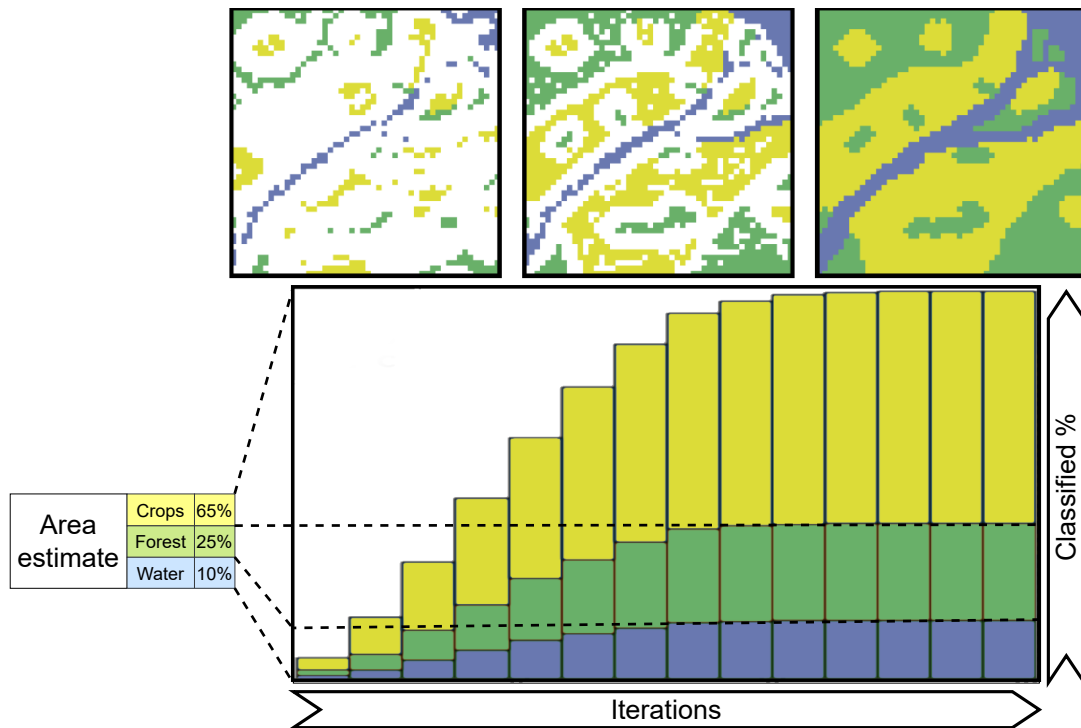 Area
estimate
Crops 65%
Forest 25%
Water 10%
Classified %
Iterations